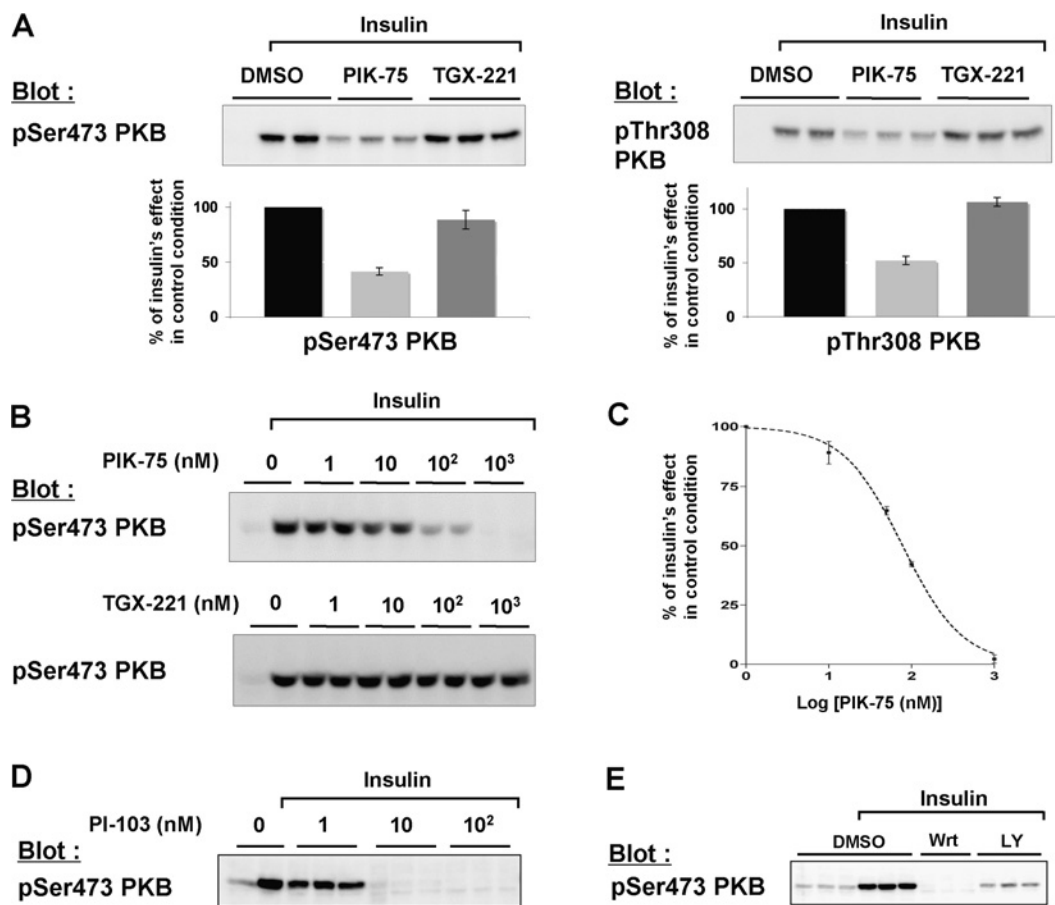 A
Insulin
DMSO PIK-75 TGX-221
Blot :
pSer473 PKB
% of insulin's effect
in control condition
100
50
0
pSer473 PKB
Insulin
DMSO PIK-75 TGX-221
Blot :
pThr308
PKB
% of insulin's effect
in control condition
100
50
0
pThr308 PKB
B
Insulin
PIK-75 (nM) 0 1 10 10² 10³
Blot :
pSer473 PKB
TGX-221 (nM) 0 1 10 10² 10³
pSer473 PKB
C
% of insulin's effect
in control condition
100
75
50
25
0
0 1 2 3
Log [PIK-75 (nM)]
D
Insulin
PI-103 (nM) 0 1 10 10²
Blot :
pSer473 PKB
E
Insulin
DMSO Wrt LY
Blot :
pSer473 PKB